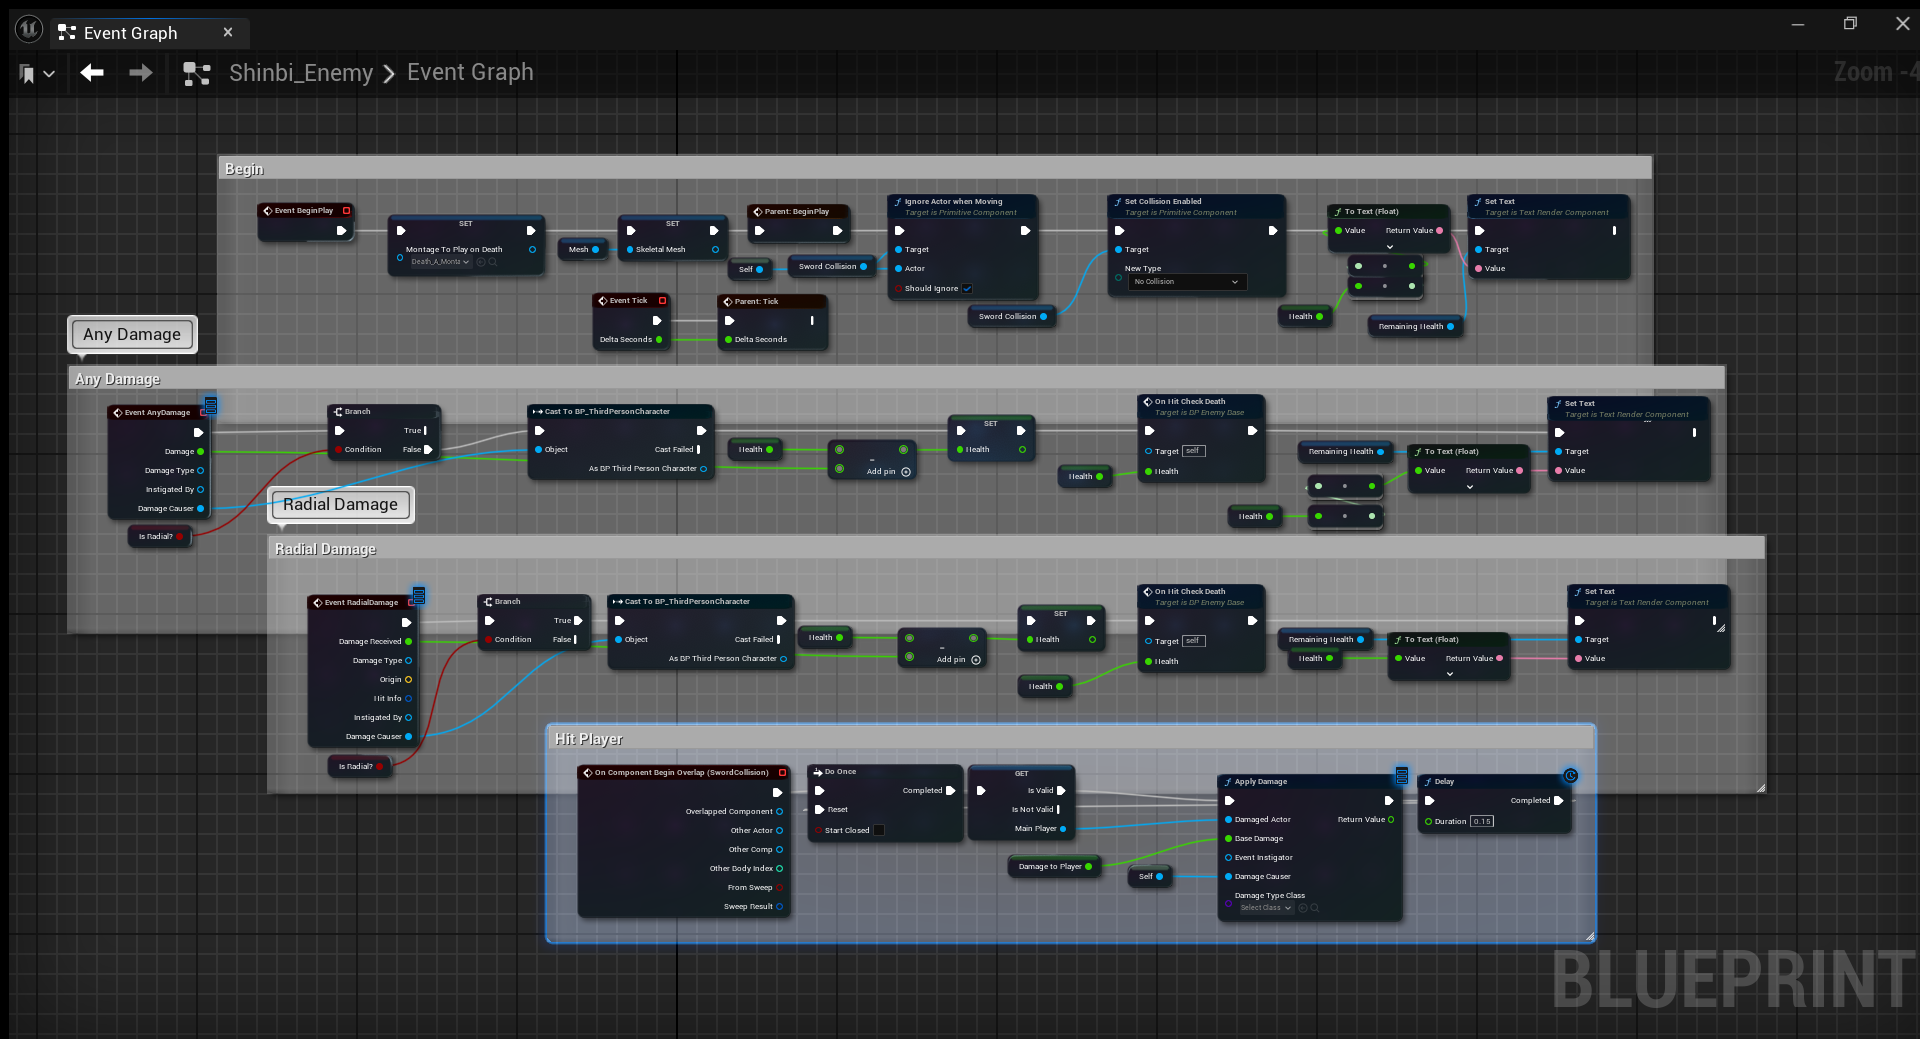 Event Graph
Shinbi_Enemy
Event Graph
Zoom -4
Begin
Event BeginPlay
SET
Montage To Play on Death
Death_A_Monta
Mesh
SET
Skeletal Mesh
Parent: BeginPlay
Self
Sword Collision
Ignore Actor when Moving
Target is Primitive Component
Target
Actor
Should Ignore
Sword Collision
Set Collision Enabled
Target is Primitive Component
Target
New Type
No Collision
To Text (Float)
Value
Return Value
Health
Remaining Health
Set Text
Target is Text Render Component
Target
Value
Event Tick
Delta Seconds
Parent: Tick
Delta Seconds
Any Damage
Any Damage
Event AnyDamage
Damage
Damage Type
Instigated By
Damage Causer
Is Radial?
Branch
True
Condition
False
Cast To BP_ThirdPersonCharacter
Object
Cast Failed
As BP Third Person Character
Health
-
Add pin
SET
Health
Health
On Hit Check Death
Target is BP Enemy Base
Target
self
Health
Health
Remaining Health
To Text (Float)
Value
Return Value
Set Text
Target is Text Render Component
Target
Value
Radial Damage
Radial Damage
Event RadialDamage
Damage Received
Damage Type
Origin
Hit Info
Instigated By
Damage Causer
Is Radial?
Branch
True
Condition
False
Cast To BP_ThirdPersonCharacter
Object
Cast Failed
As BP Third Person Character
Health
-
Add pin
SET
Health
Health
On Hit Check Death
Target is BP Enemy Base
Target
self
Health
Remaining Health
Health
To Text (Float)
Value
Return Value
Set Text
Target is Text Render Component
Target
Value
Hit Player
On Component Begin Overlap (SwordCollision)
Overlapped Component
Other Actor
Other Comp
Other Body Index
From Sweep
Sweep Result
Do Once
Completed
Reset
Start Closed
GET
Is Valid
Is Not Valid
Main Player
Damage to Player
Self
Apply Damage
Damaged Actor
Return Value
Base Damage
Event Instigator
Damage Causer
Damage Type Class
Select Class
Delay
Completed
Duration
0.15
BLUEPRINT